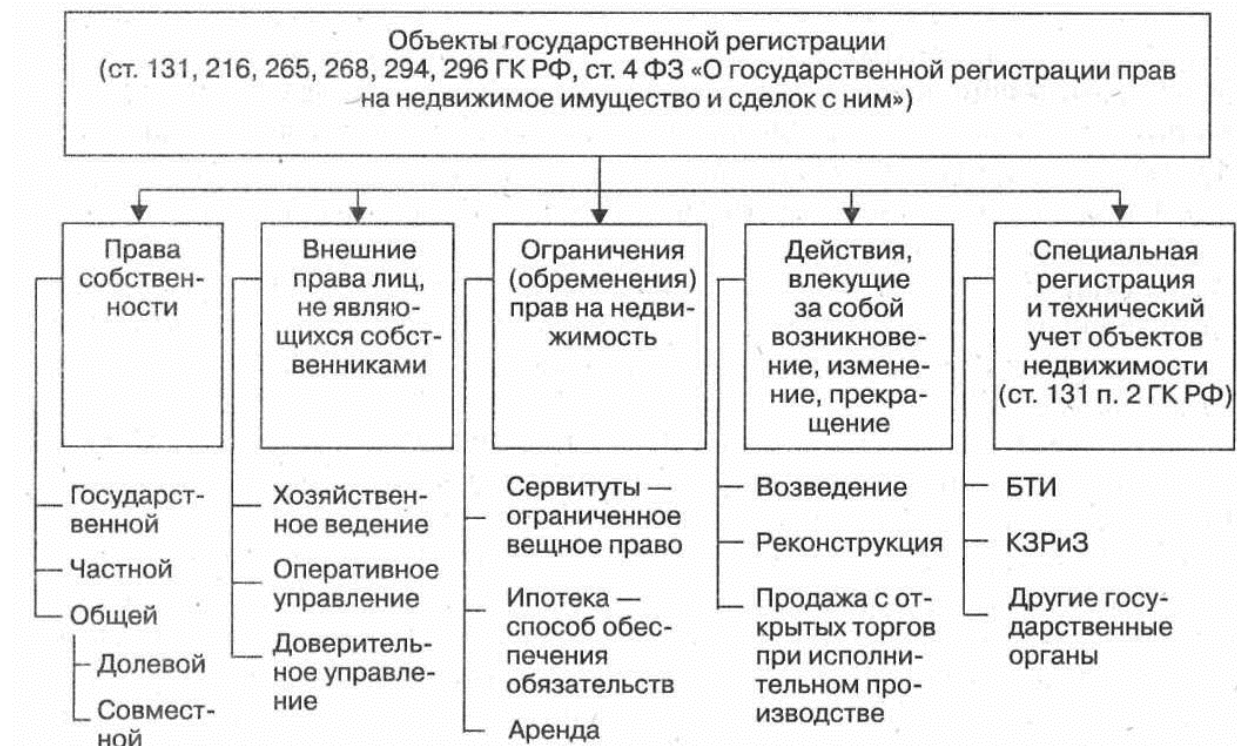 Объекты государственной регистрации
(ст. 131, 216, 265, 268, 294, 296 ГК РФ, ст. 4 ФЗ «О государственной регистрации прав
на недвижимое имущество и сделок с ним»)
Права
собствен-
ности
Государст-
венной
Частной
Общей
Долевой
Совмест-
ной
Внешние
права лиц,
не являю-
щихся собст-
венниками
Хозяйствен-
ное ведение
Оперативное
управление
Доверитель-
ное управле-
ние
Ограничения
(обременения)
прав на недви-
жимость
Сервитуты —
ограниченное
вещное право
Ипотека —
способ обес-
печения
обязательств
Аренда
Действия,
влекущие
за собой
возникнове-
ние, измене-
ние, прекра-
щение
Возведение
Реконструкция
Продажа с от-
крытых торгов
при исполни-
тельном про-
изводстве
Специальная
регистрация
и технический
учет объектов
недвижимости
(ст. 131 п. 2 ГК РФ)
БТИ
КЗРиЗ
Другие госу-
дарственные
органы